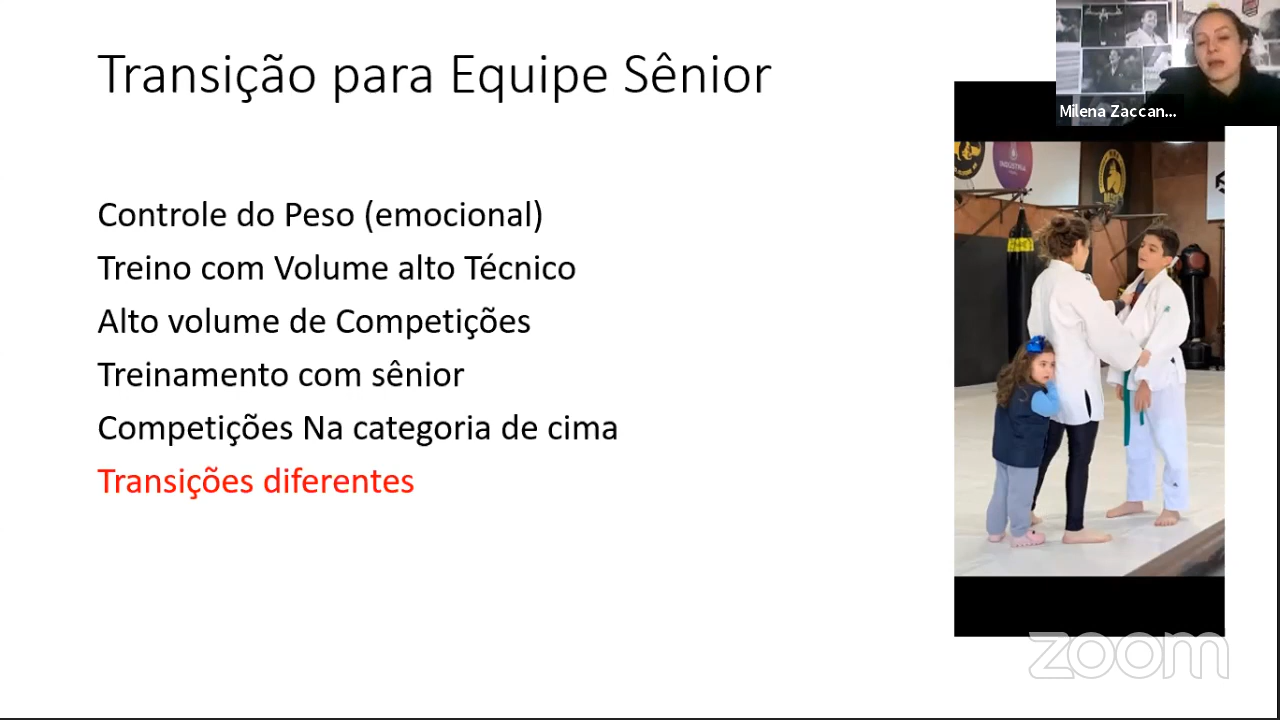 Transição para Equipe Sênior
Milena Zaccan...
INDÚSTRIA
Controle do Peso (emocional)
Treino com Volume alto Técnico
Alto volume de Competições
Treinamento com sênior
Competições Na categoria de cima
Transições diferentes
zoom